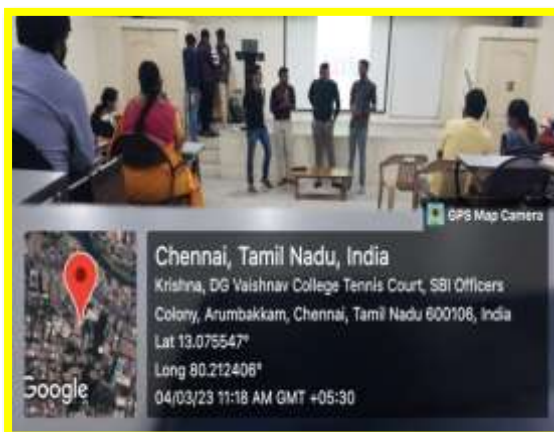 GPS Map Camera
Chennai, Tamil Nadu, India
Krishna, DG Vaishnav College Tennis Court, SBI Officers
Colony, Arumbakkam, Chennai, Tamil Nadu 600106, India
Lat 13.075547°
Long 80.212406°
04/03/23 11:18 AM GMT +05:30
Google